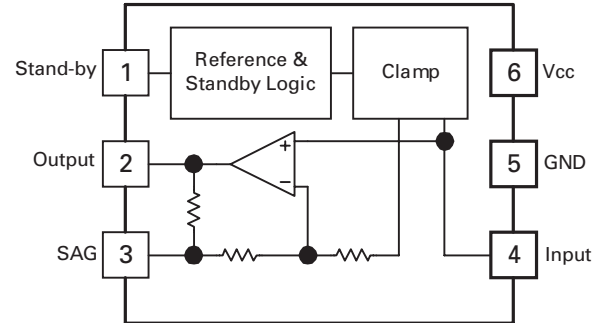 Stand-by 1 Reference & Clamp 6 Vcc
Standby Logic
Output 2 + 5 GND
−
SAG 3 4 Input